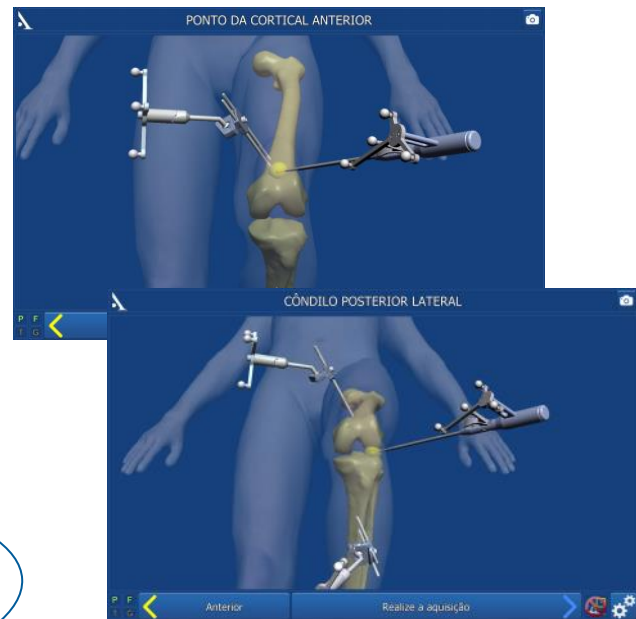 PONTO DA CORTICAL ANTERIOR
P F
T G
CÔNDILO POSTERIOR LATERAL
P F
T G
Anterior
Realize a aquisição